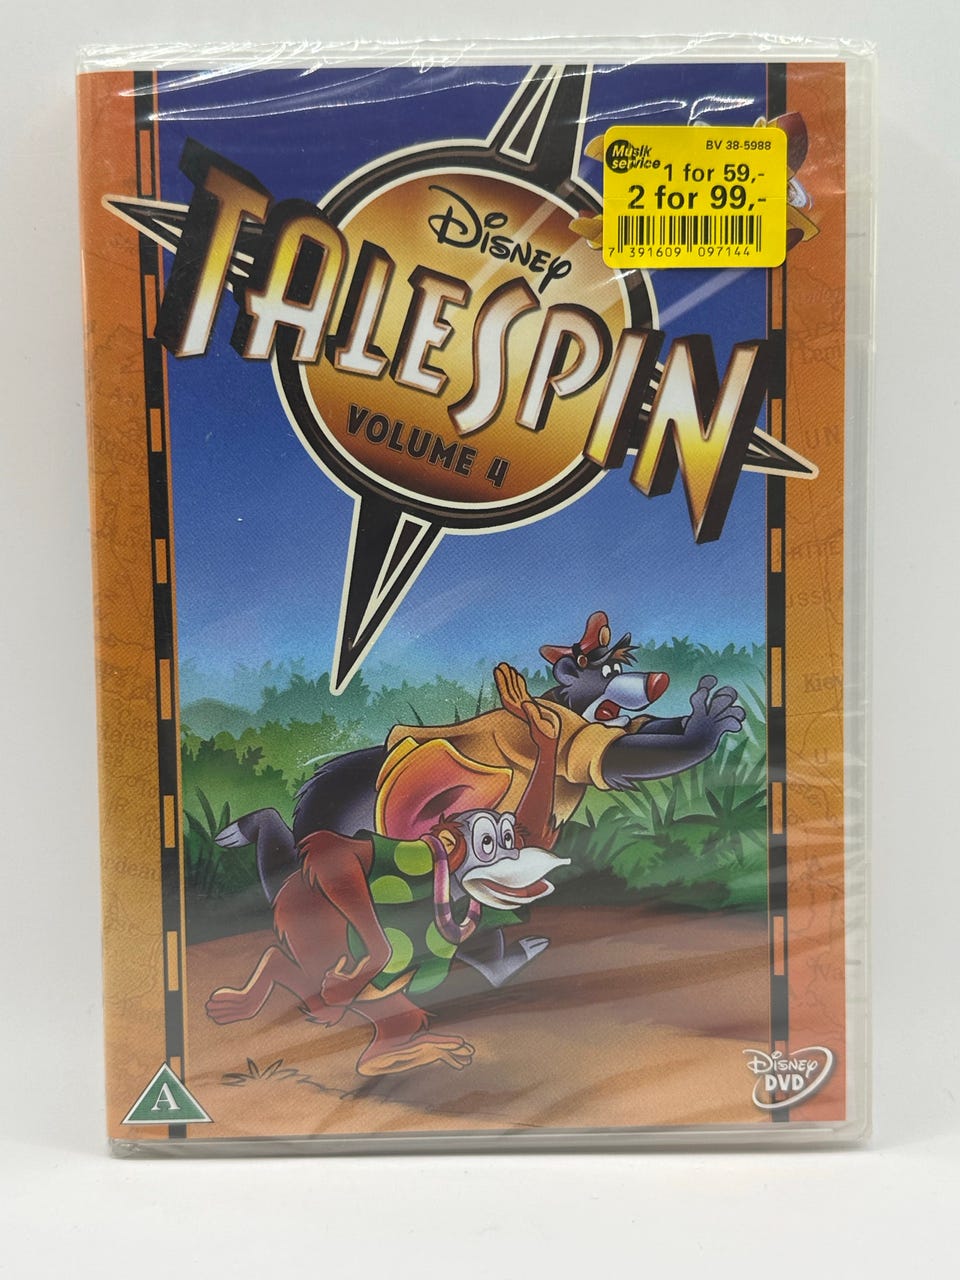 Musik
service
BV 38-5988
1 for 59,-
2 for 99,-
7 391609 097144
DISNEY
TALESPIN
VOLUME 4
A
DISNEY
DVD